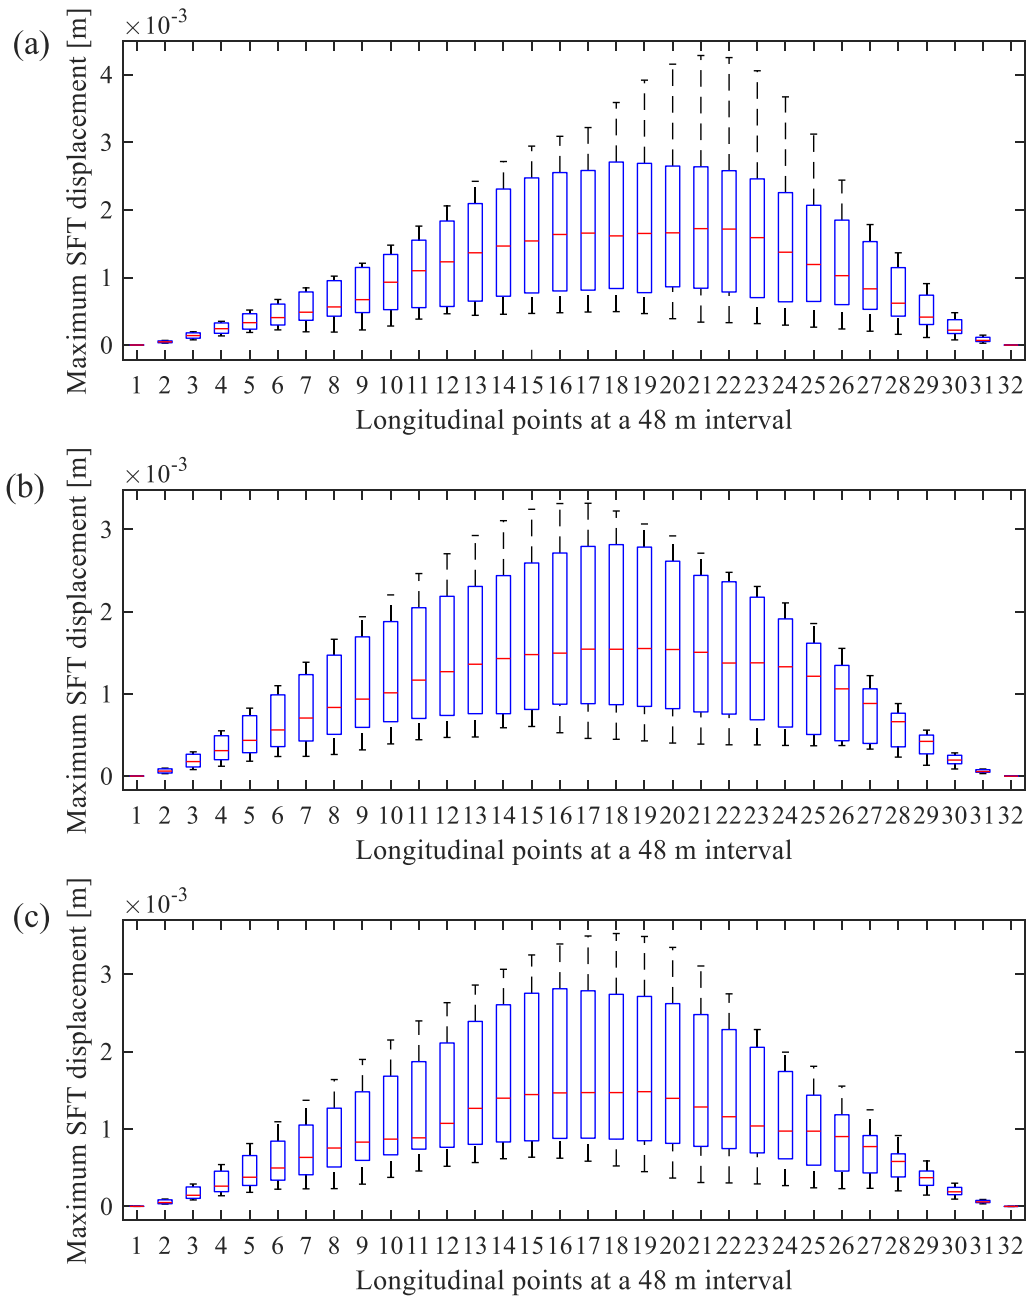 (a)
×10-3
Maximum SFT displacement [m]
4
3
2
1
0
1 2 3 4 5 6 7 8 9 10 11 12 13 14 15 16 17 18 19 20 21 22 23 24 25 26 27 28 29 30 31 32
Longitudinal points at a 48 m interval
(b)
×10-3
Maximum SFT displacement [m]
3
2
1
0
1 2 3 4 5 6 7 8 9 10 11 12 13 14 15 16 17 18 19 20 21 22 23 24 25 26 27 28 29 30 31 32
Longitudinal points at a 48 m interval
(c)
×10-3
Maximum SFT displacement [m]
3
2
1
0
1 2 3 4 5 6 7 8 9 10 11 12 13 14 15 16 17 18 19 20 21 22 23 24 25 26 27 28 29 30 31 32
Longitudinal points at a 48 m interval